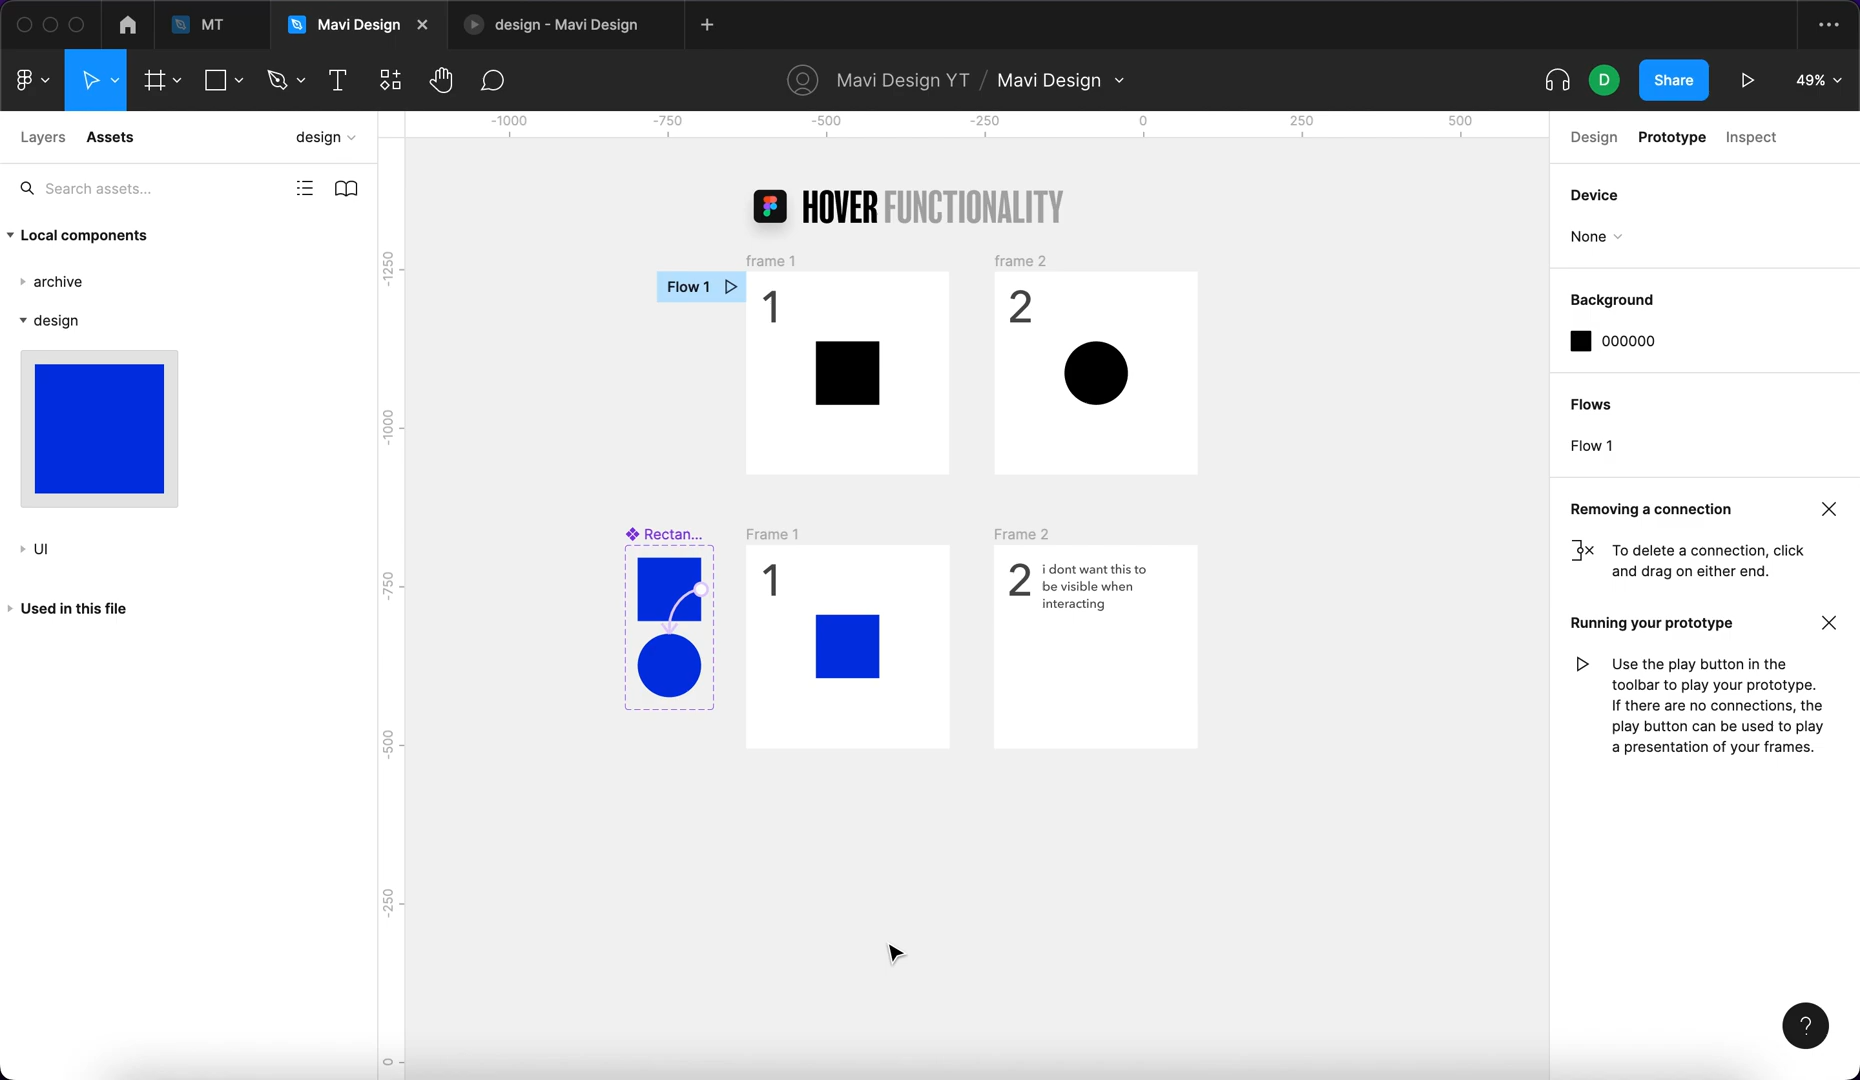 MT
Mavi Design
design - Mavi Design
Mavi Design YT / Mavi Design
D
Share
49%
Layers
Assets
design
-1000
-750
-500
-250
0
250
500
Design
Prototype
Inspect
Search assets...
Local components
archive
design
UI
Used in this file
-1250
-1000
-750
-500
-250
0
HOVER FUNCTIONALITY
frame 1
frame 2
Flow 1
1
2
Rectan...
Frame 1
Frame 2
1
2
i dont want this to
be visible when
interacting
Device
None
Background
000000
Flows
Flow 1
Removing a connection
To delete a connection, click
and drag on either end.
Running your prototype
Use the play button in the
toolbar to play your prototype.
If there are no connections, the
play button can be used to play
a presentation of your frames.
?